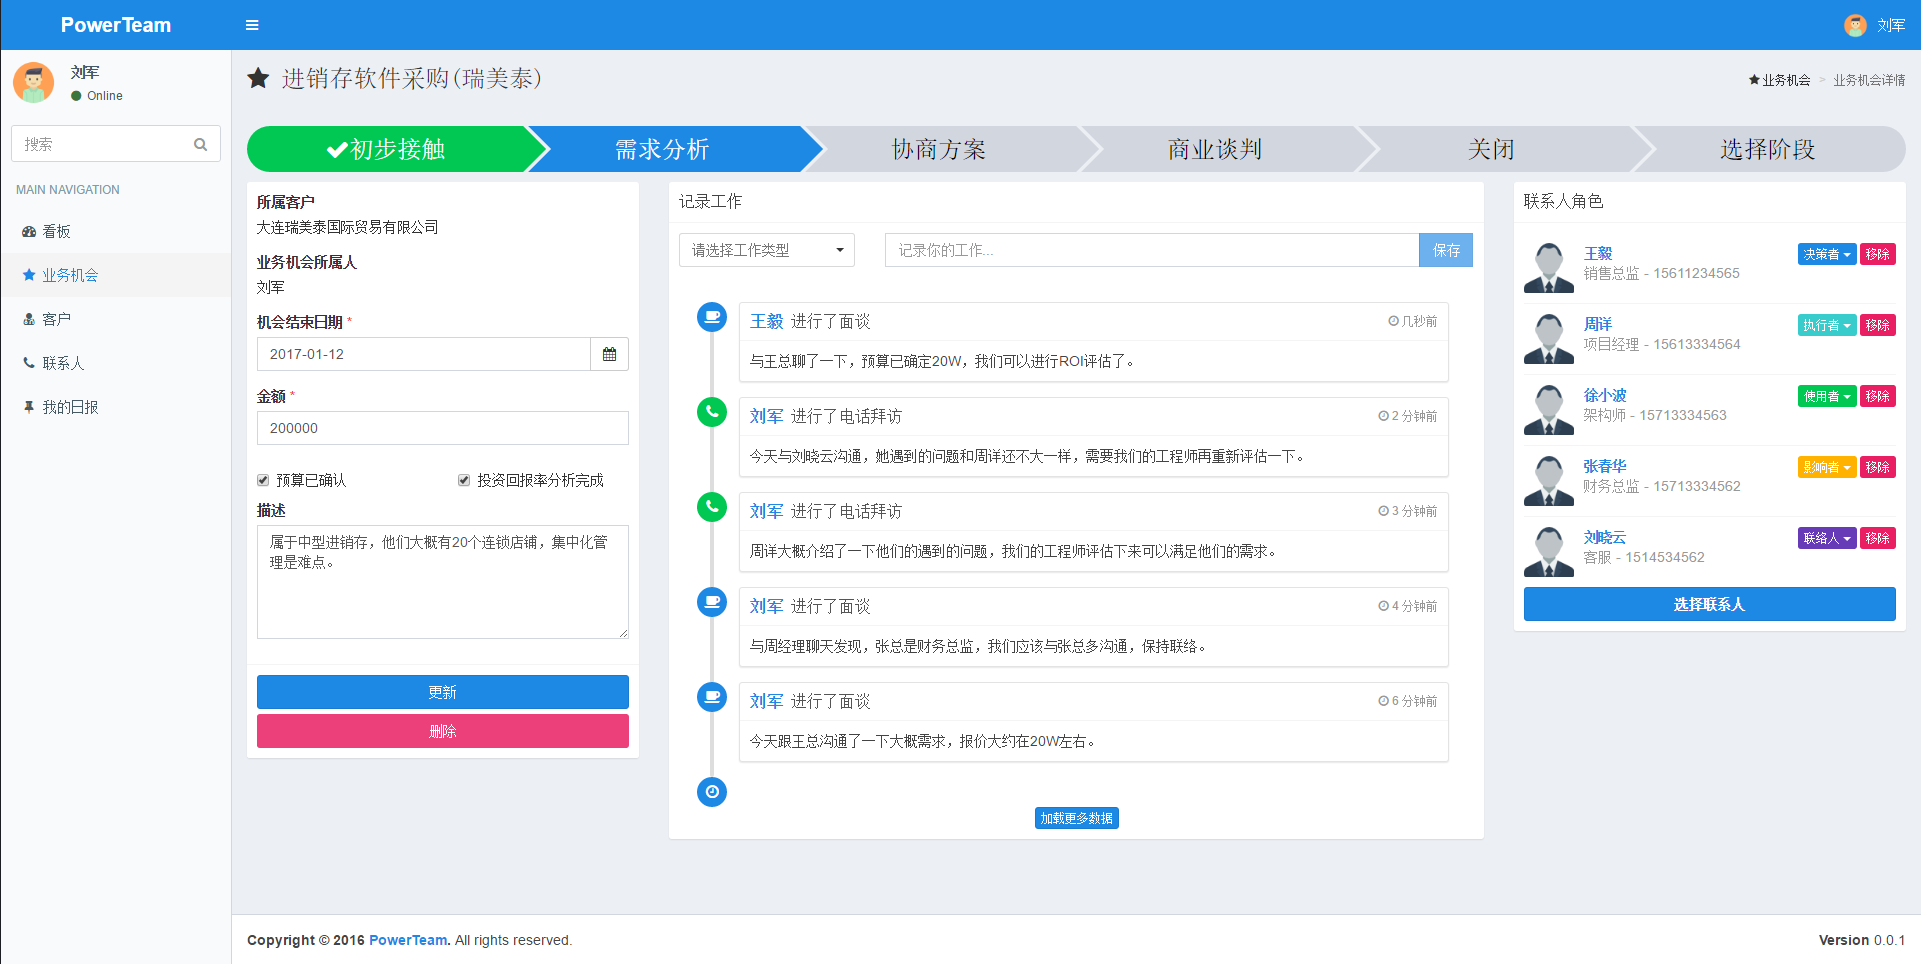 PowerTeam
刘军
刘军
Online
搜索
MAIN NAVIGATION
看板
业务机会
客户
联系人
我的日报
进销存软件采购(瑞美泰)
业务机会 > 业务机会详情
初步接触
需求分析
协商方案
商业谈判
关闭
选择阶段
所属客户
大连瑞美泰国际贸易有限公司
业务机会所属人
刘军
机会结束日期 *
2017-01-12
金额 *
200000
预算已确认
投资回报率分析完成
描述
属于中型进销存，他们大概有20个连锁店铺，集中化管
理是难点。
更新
删除
记录工作
请选择工作类型
记录你的工作...
保存
王毅 进行了面谈
几秒前
与王总聊了一下，预算已确定20W，我们可以进行ROI评估了。
刘军 进行了电话拜访
2 分钟前
今天与刘晓云沟通，她遇到的问题和周详还不大一样，需要我们的工程师再重新评估一下。
刘军 进行了电话拜访
3 分钟前
周详大概介绍了一下他们的遇到的问题，我们的工程师评估下来可以满足他们的需求。
刘军 进行了面谈
4 分钟前
与周经理聊天发现，张总是财务总监，我们应该与张总多沟通，保持联络。
刘军 进行了面谈
6 分钟前
今天跟王总沟通了一下大概需求，报价大约在20W左右。
加载更多数据
联系人角色
王毅
决策者
移除
销售总监 - 15611234565
周详
执行者
移除
项目经理 - 15613334564
徐小波
使用者
移除
架构师 - 15713334563
张春华
影响者
移除
财务总监 - 15713334562
刘晓云
联络人
移除
客服 - 1514534562
选择联系人
Copyright © 2016 PowerTeam. All rights reserved.
Version 0.0.1